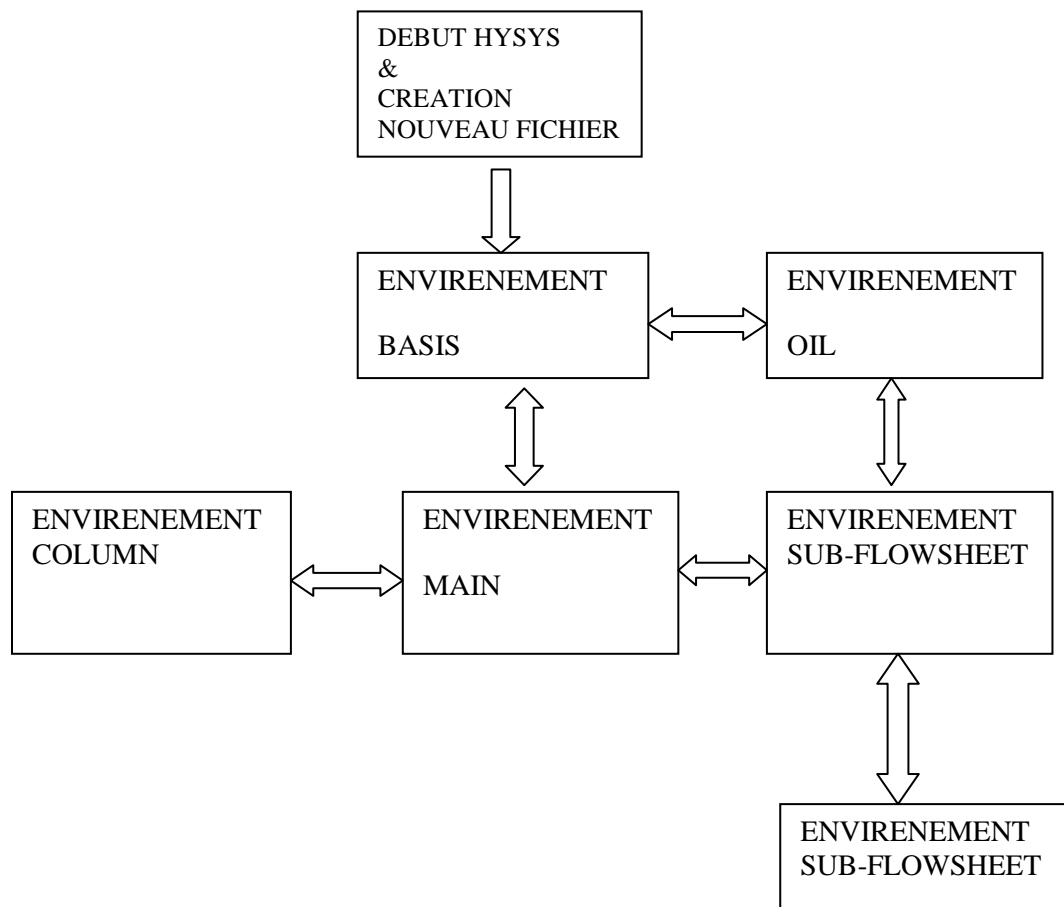 DEBUT HYSYS
&
CREATION
NOUVEAU FICHIER
ENVIRENEMENT
BASIS
ENVIRENEMENT
OIL
ENVIRENEMENT
COLUMN
ENVIRENEMENT
MAIN
ENVIRENEMENT
SUB-FLOWSHEET
ENVIRENEMENT
SUB-FLOWSHEET